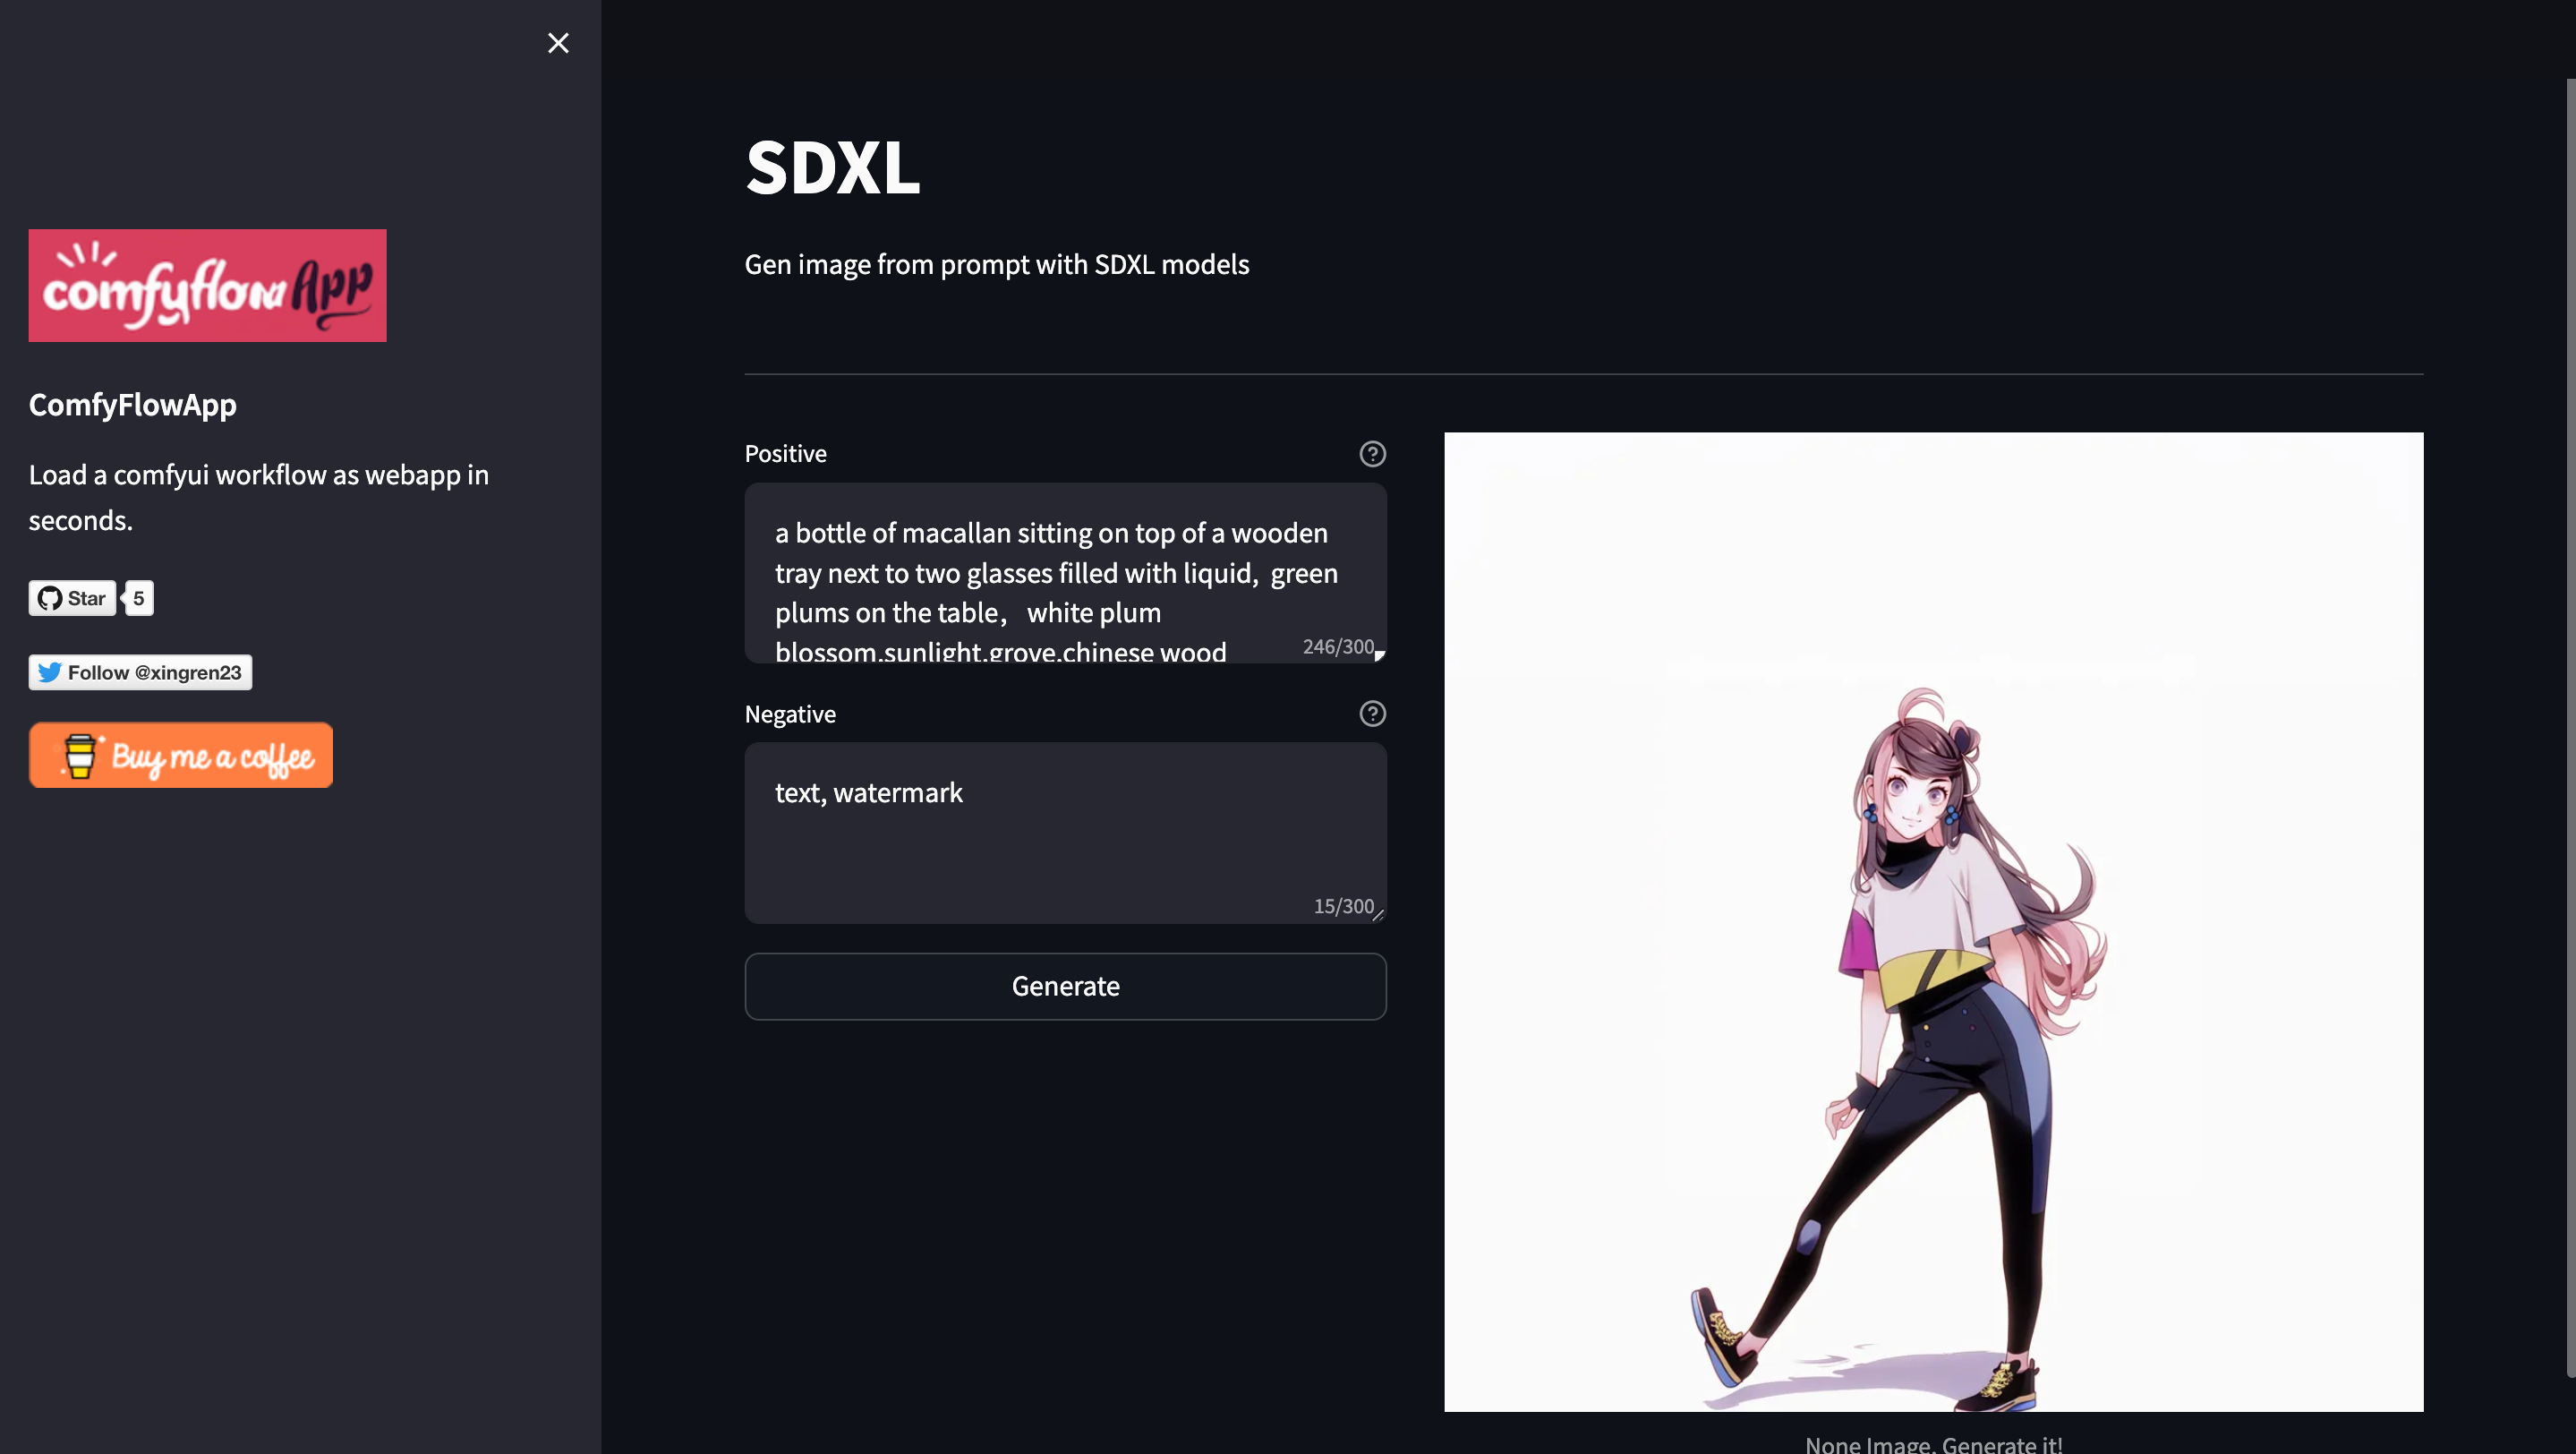 comfyflowApp
ComfyFlowApp
Load a comfyui workflow as webapp in
seconds.
Star 5
Follow @xingren23
Buy me a coffee
SDXL
Gen image from prompt with SDXL models
Positive
a bottle of macallan sitting on top of a wooden
tray next to two glasses filled with liquid,  green
plums on the table，  white plum
blossom,sunlight,grove,chinese wood
246/300
Negative
text, watermark
15/300
Generate
None Image, Generate it!